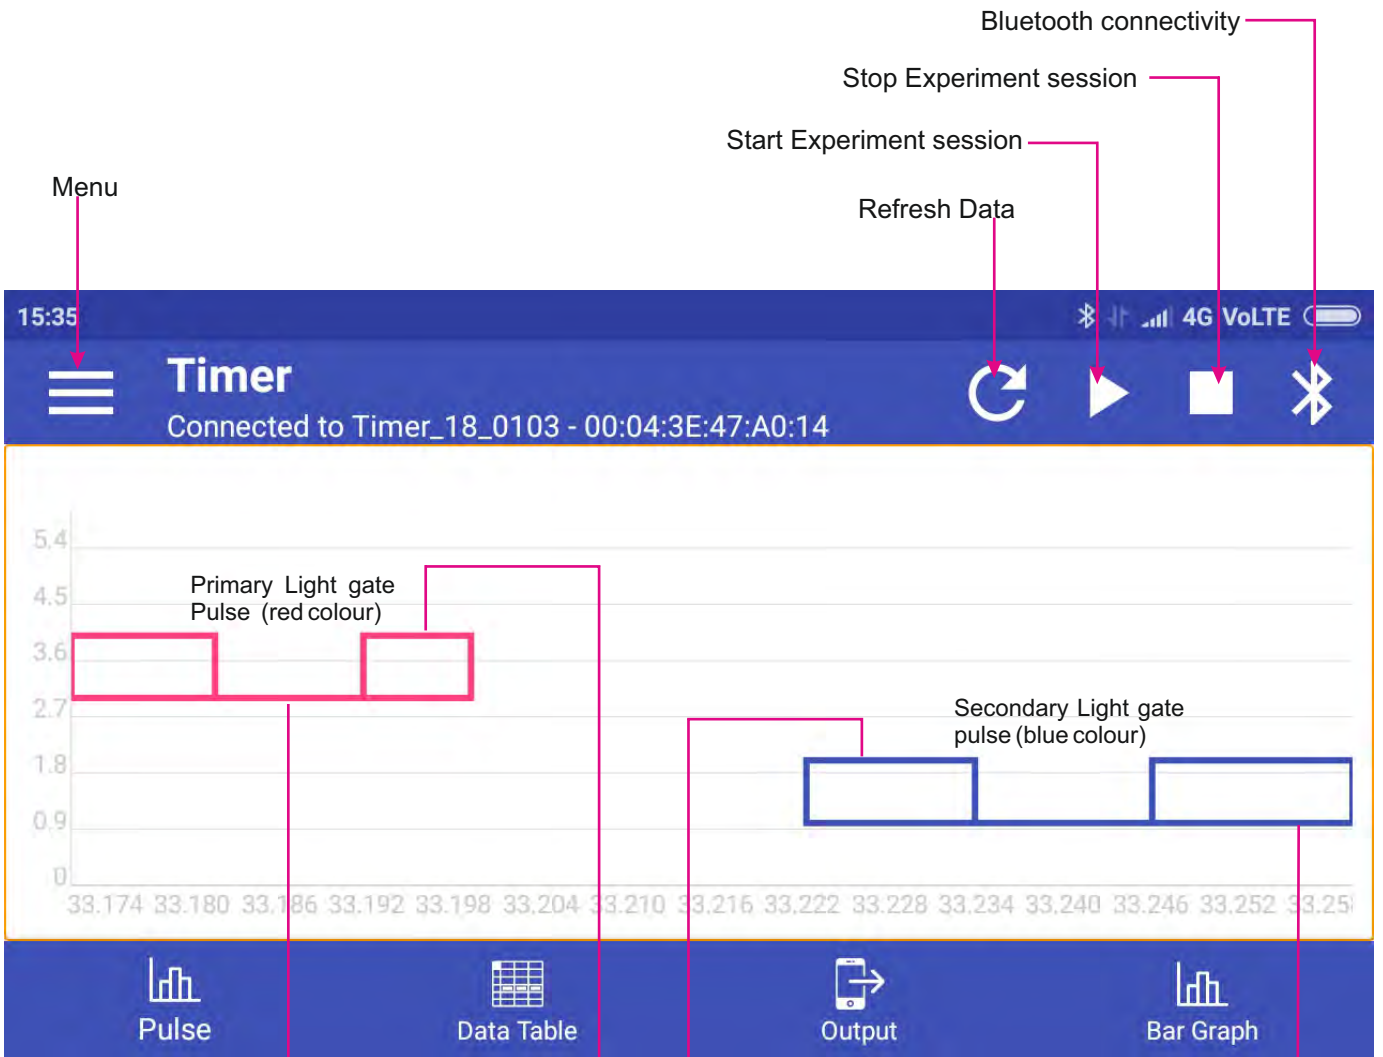 Bluetooth connectivity
Stop Experiment session
Start Experiment session
Menu
Refresh Data
15:35
4G VoLTE
Timer
Connected to Timer_18_0103 - 00:04:3E:47:A0:14
5.4
4.5
Primary Light gate
Pulse (red colour)
3.6
2.7
Secondary Light gate
pulse (blue colour)
1.8
0.9
0
33.174 33.180 33.186 33.192 33.198 33.204 33.210 33.216 33.222 33.228 33.234 33.240 33.246 33.252 33.25
Pulse
Data Table
Output
Bar Graph